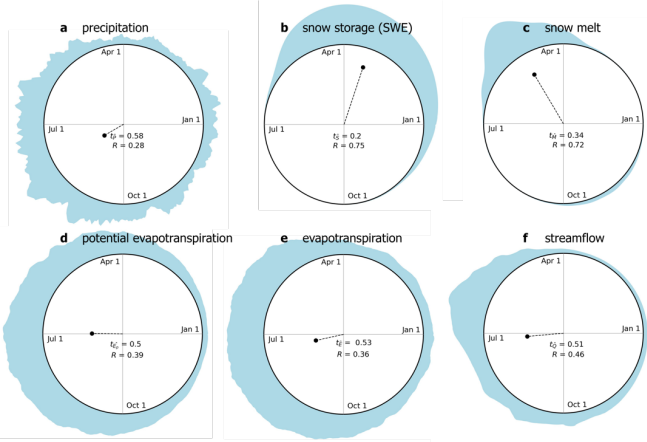 a precipitation
Apr 1
Jan 1
Jul 1
t_P̄ = 0.58
R = 0.28
Oct 1
b snow storage (SWE)
Apr 1
Jan 1
Jul 1
t_S̄ = 0.2
R = 0.75
Oct 1
c snow melt
Apr 1
Jan 1
Jul 1
t_M̄ = 0.34
R = 0.72
Oct 1
d potential evapotranspiration
Apr 1
Jan 1
Jul 1
= 0.5
R = 0.39
Oct 1
e evapotranspiration
Apr 1
Jan 1
Jul 1
t_Ē = 0.53
R = 0.36
Oct 1
f streamflow
Apr 1
Jan 1
Jul 1
t_Q̄ = 0.51
R = 0.46
Oct 1